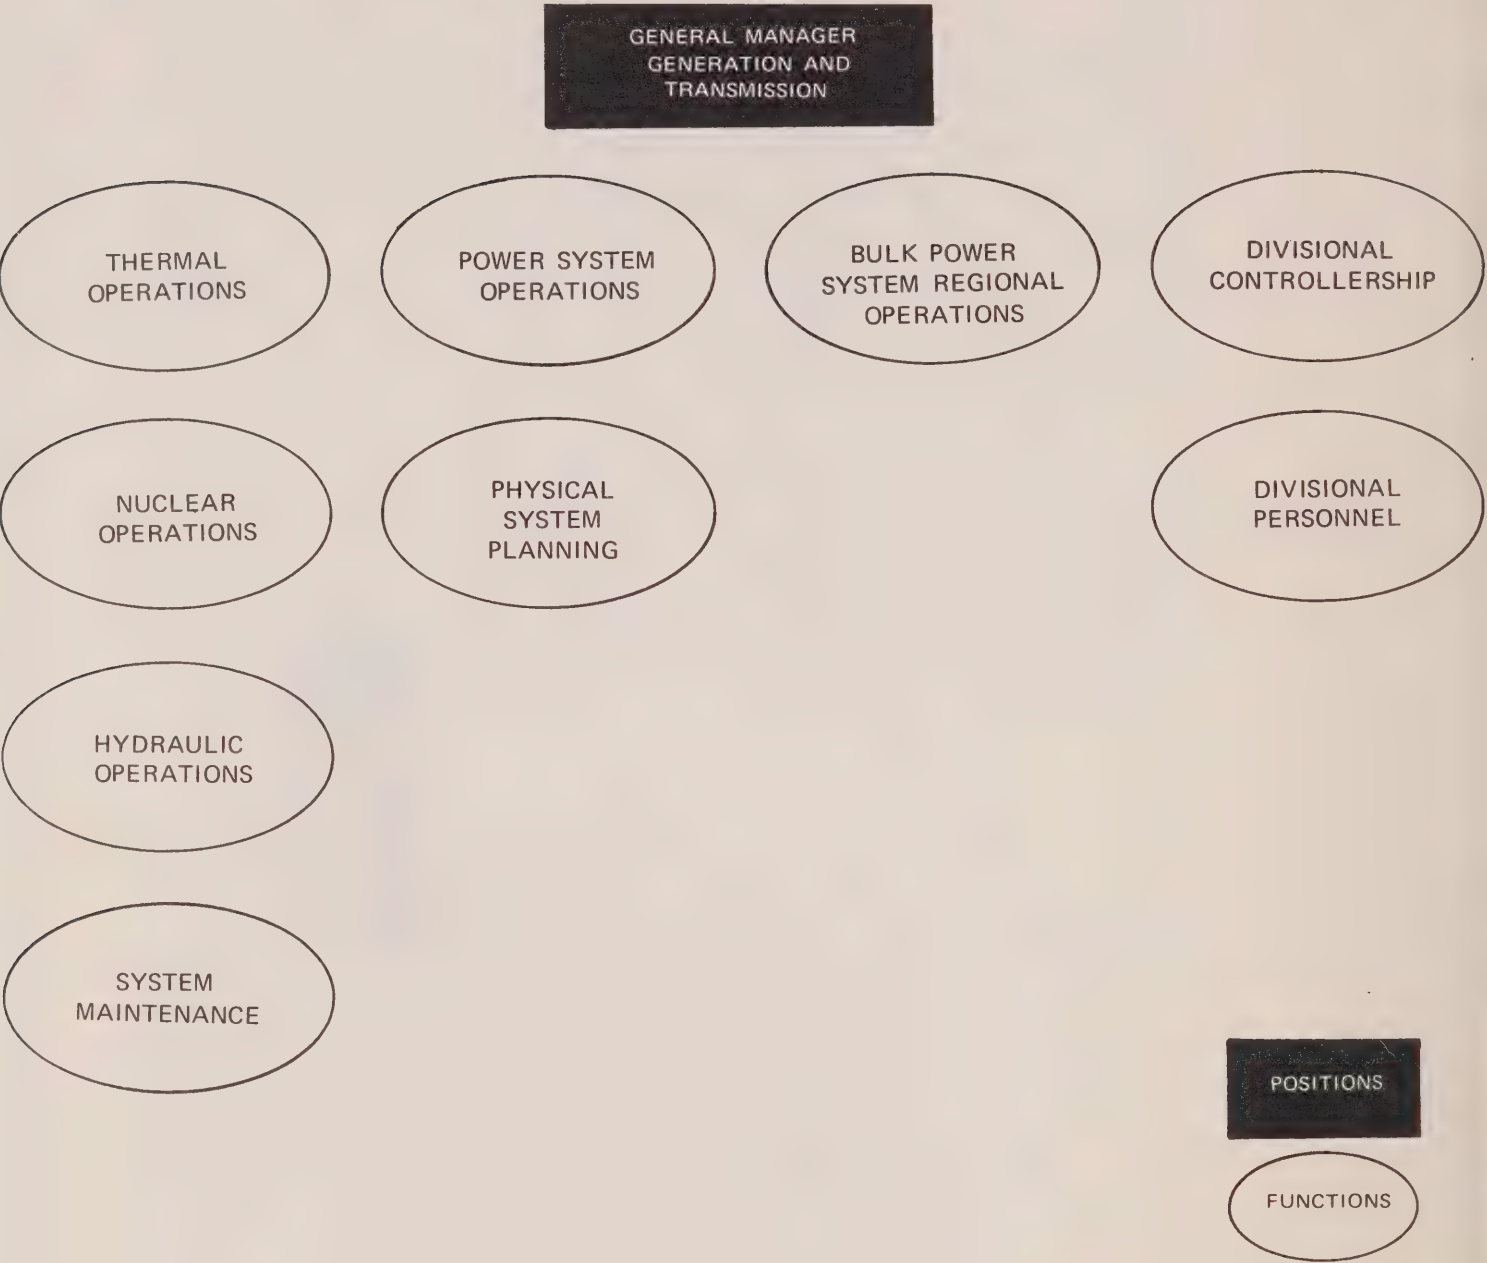 GENERAL MANAGER
GENERATION AND
TRANSMISSION
THERMAL
OPERATIONS
POWER SYSTEM
OPERATIONS
BULK POWER
SYSTEM REGIONAL
OPERATIONS
DIVISIONAL
CONTROLLERSHIP
NUCLEAR
OPERATIONS
PHYSICAL
SYSTEM
PLANNING
DIVISIONAL
PERSONNEL
HYDRAULIC
OPERATIONS
SYSTEM
MAINTENANCE
POSITIONS
FUNCTIONS